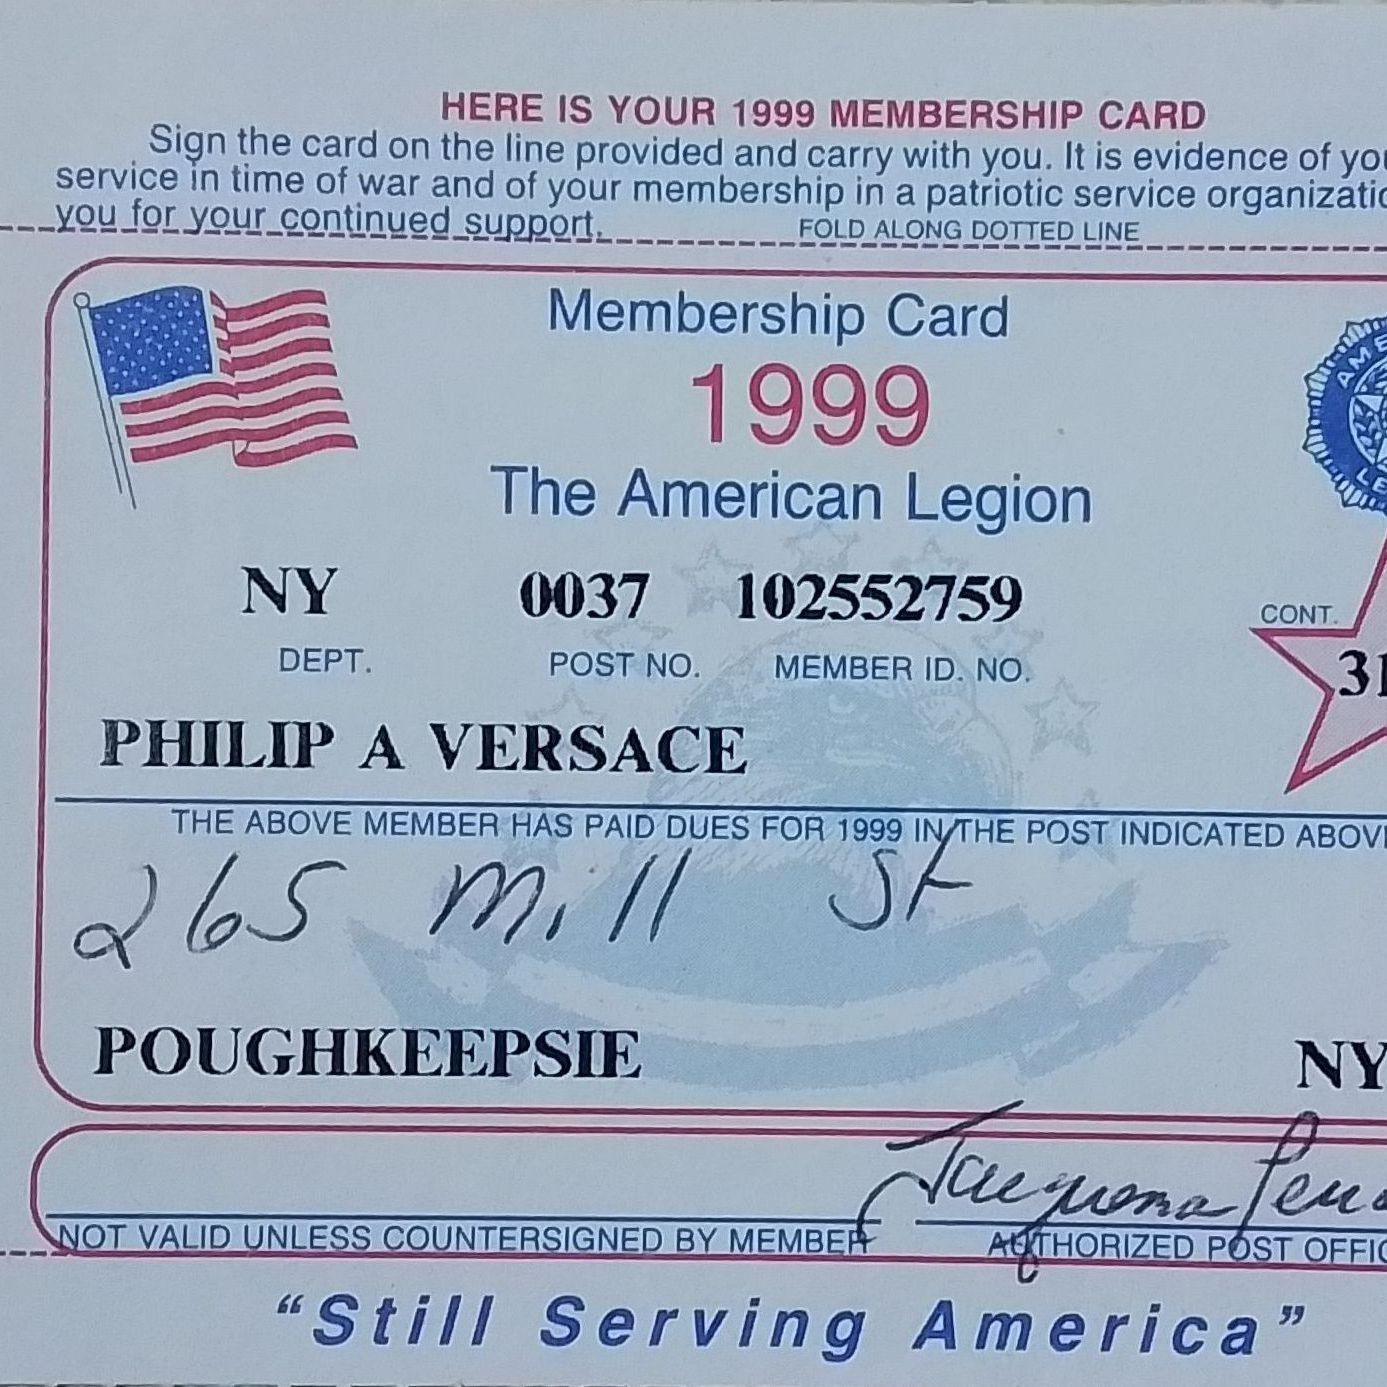 HERE IS YOUR 1999 MEMBERSHIP CARD
Sign the card on the line provided and carry with you. It is evidence of
service in time of war and of your membership in a patriotic service
you for your continued support.
FOLD ALONG DOTTED LINE
Membership Card
1999
The American Legion
NY 0037 102552759
CONT.
DEPT. POST NO. MEMBER ID. NO.
31
PHILIP A VERSACE
THE ABOVE MEMBER HAS PAID DUES FOR 1999 IN THE POST INDICATED
265 Mill St
POUGHKEEPSIE NY
NOT VALID UNLESS COUNTERSIGNED BY MEMBER
AUTHORIZED POST
"Still Serving America"